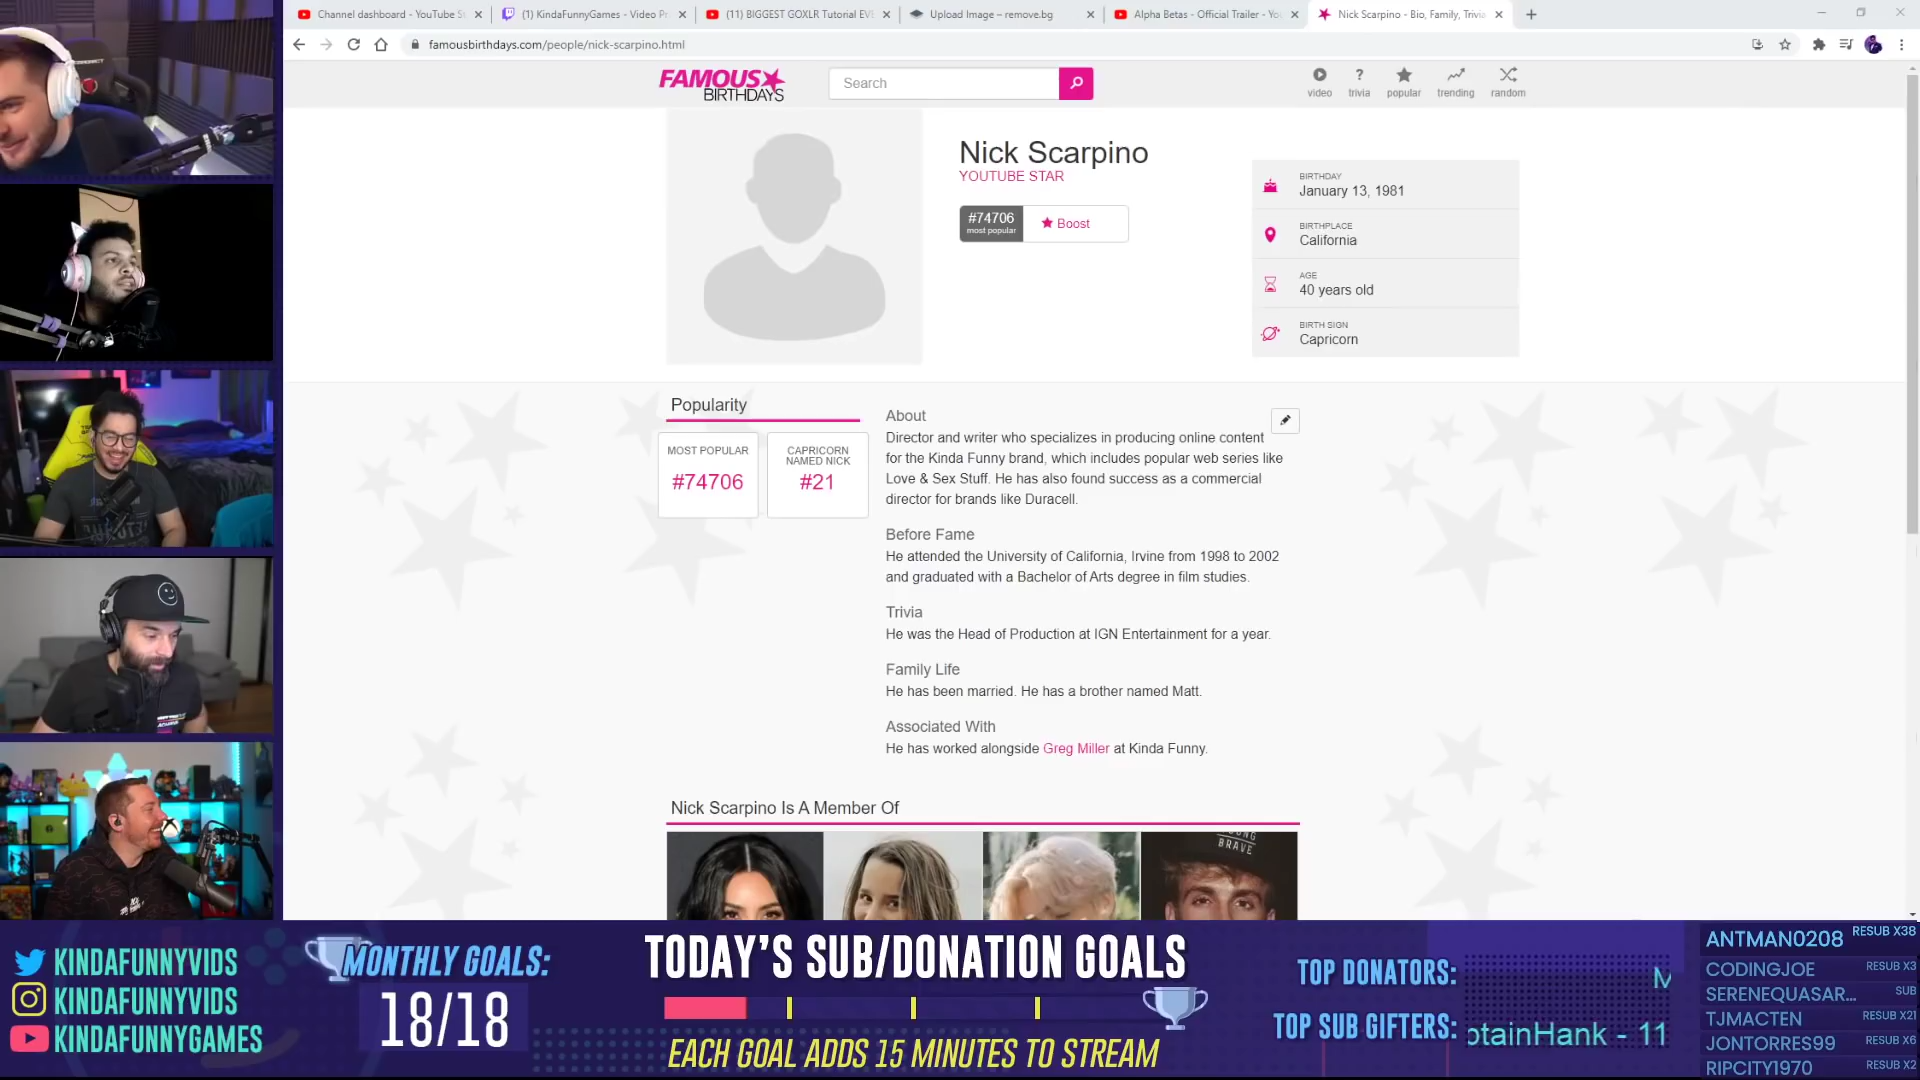 Channel dashboard - YouTube S
(1) KindaFunnyGames - Video P
(11) BIGGEST GOXLR Tutorial EVE
Upload Image – remove.bg
Alpha Betas - Official Trailer - Yo
Nick Scarpino - Bio, Family, Trivia
famousbirthdays.com/people/nick-scarpino.html
FAMOUS
BIRTHDAYS
Search
video
trivia
popular
trending
random
Nick Scarpino
YOUTUBE STAR
#74706
most popular
Boost
BIRTHDAY
January 13, 1981
BIRTHPLACE
California
AGE
40 years old
BIRTH SIGN
Capricorn
Popularity
MOST POPULAR
#74706
CAPRICORN
NAMED NICK
#21
About
Director and writer who specializes in producing online content
for the Kinda Funny brand, which includes popular web series like
Love & Sex Stuff. He has also found success as a commercial
director for brands like Duracell.
Before Fame
He attended the University of California, Irvine from 1998 to 2002
and graduated with a Bachelor of Arts degree in film studies.
Trivia
He was the Head of Production at IGN Entertainment for a year.
Family Life
He has been married. He has a brother named Matt.
Associated With
He has worked alongside Greg Miller at Kinda Funny.
Nick Scarpino Is A Member Of
BRAVE
KINDAFUNNYVIDS
KINDAFUNNYVIDS
KINDAFUNNYGAMES
MONTHLY GOALS:
18/18
TODAY'S SUB/DONATION GOALS
EACH GOAL ADDS 15 MINUTES TO STREAM
TOP DONATORS:
M
TOP SUB GIFTERS:
ptainHank - 11
ANTMAN0208 RESUB X38
CODINGJOE RESUB X3
SERENEQUASAR... SUB
TJMACTEN RESUB X21
JONTORRES99 RESUB X6
RIPCITY1970 RESUB X2